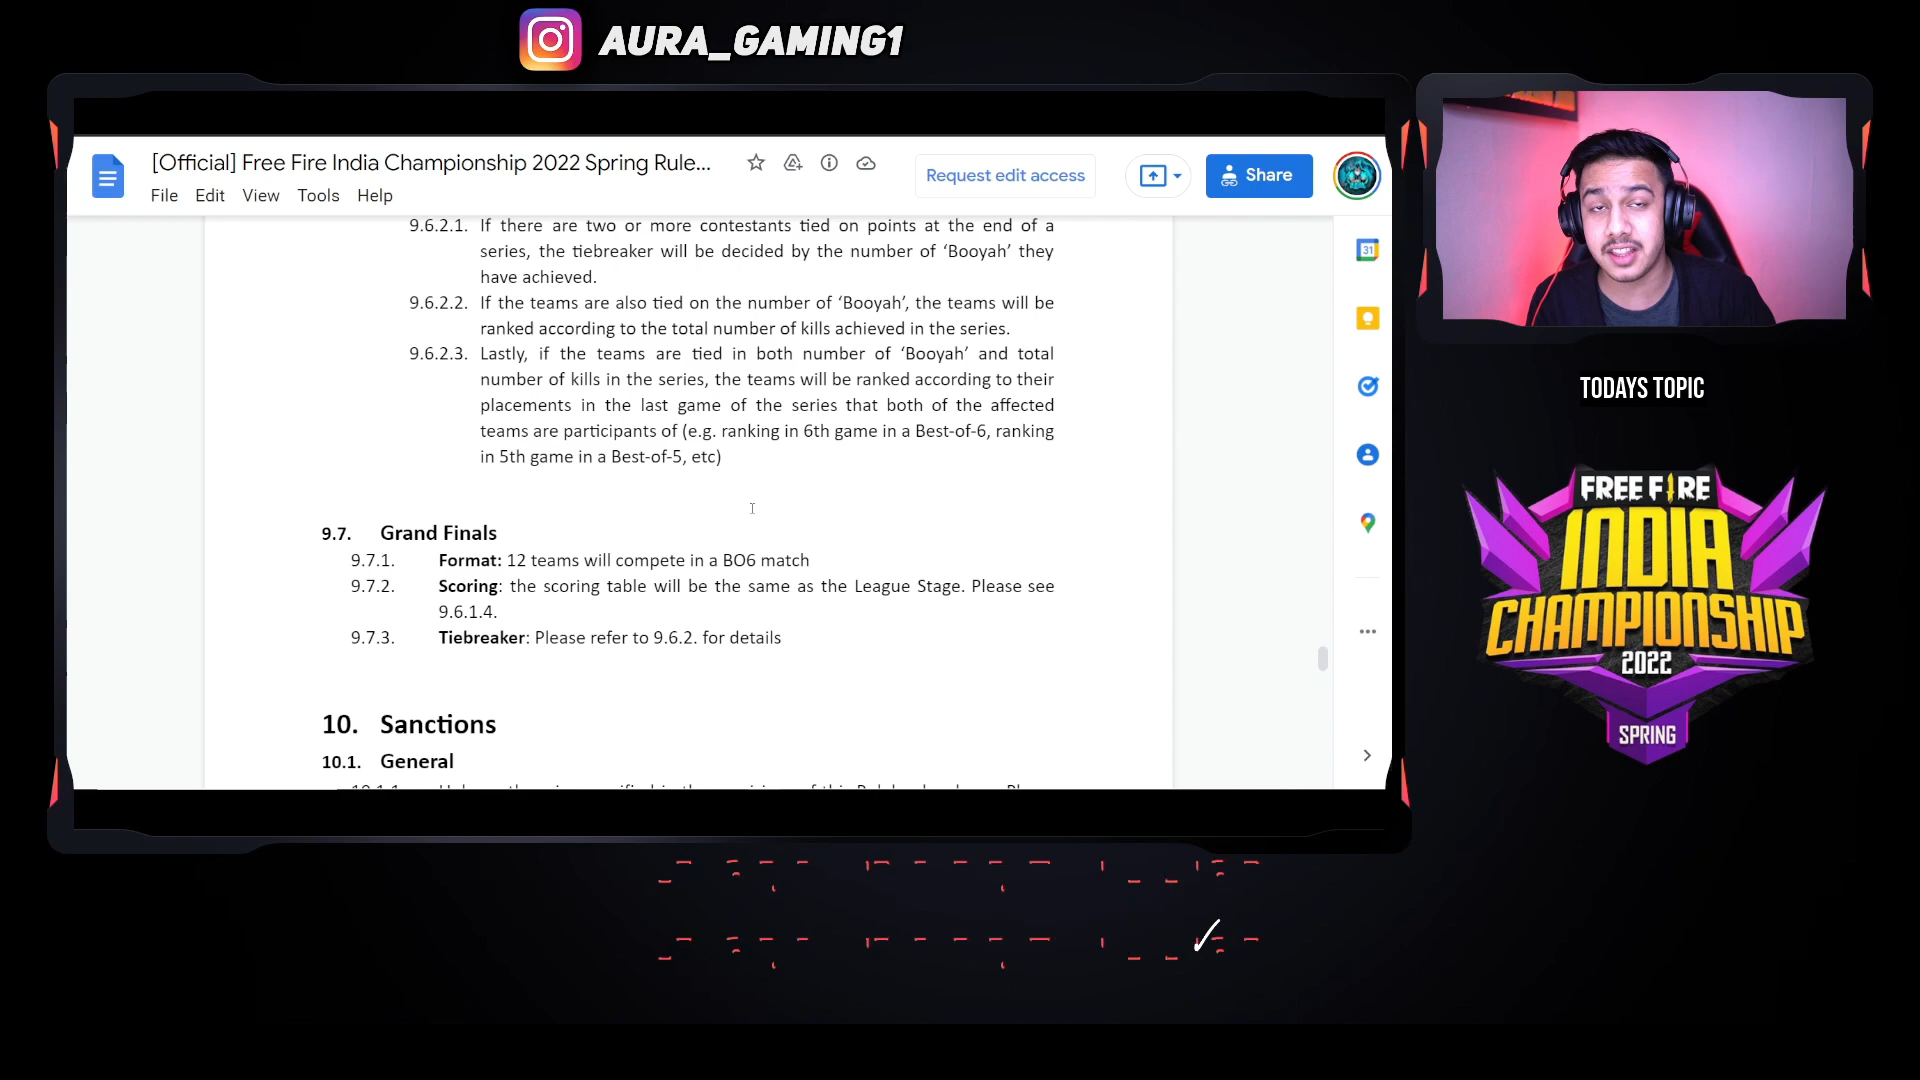 AURA_GAMING1
[Official] Free Fire India Championship 2022 Spring Rule...
Request edit access
Share
File Edit View Tools Help
9.6.2.1. If there are two or more contestants tied on points at the end of a
series, the tiebreaker will be decided by the number of ‘Booyah’ they
have achieved.
9.6.2.2. If the teams are also tied on the number of ‘Booyah’, the teams will be
ranked according to the total number of kills achieved in the series.
9.6.2.3. Lastly, if the teams are tied in both number of ‘Booyah’ and total
number of kills in the series, the teams will be ranked according to their
placements in the last game of the series that both of the affected
teams are participants of (e.g. ranking in 6th game in a Best-of-6, ranking
in 5th game in a Best-of-5, etc)
9.7. Grand Finals
9.7.1. Format: 12 teams will compete in a BO6 match
9.7.2. Scoring: the scoring table will be the same as the League Stage. Please see
9.6.1.4.
9.7.3. Tiebreaker: Please refer to 9.6.2. for details
10. Sanctions
10.1. General
31
TODAYS TOPIC
FREE FIRE
INDIA
CHAMPIONSHIP
2022
SPRING